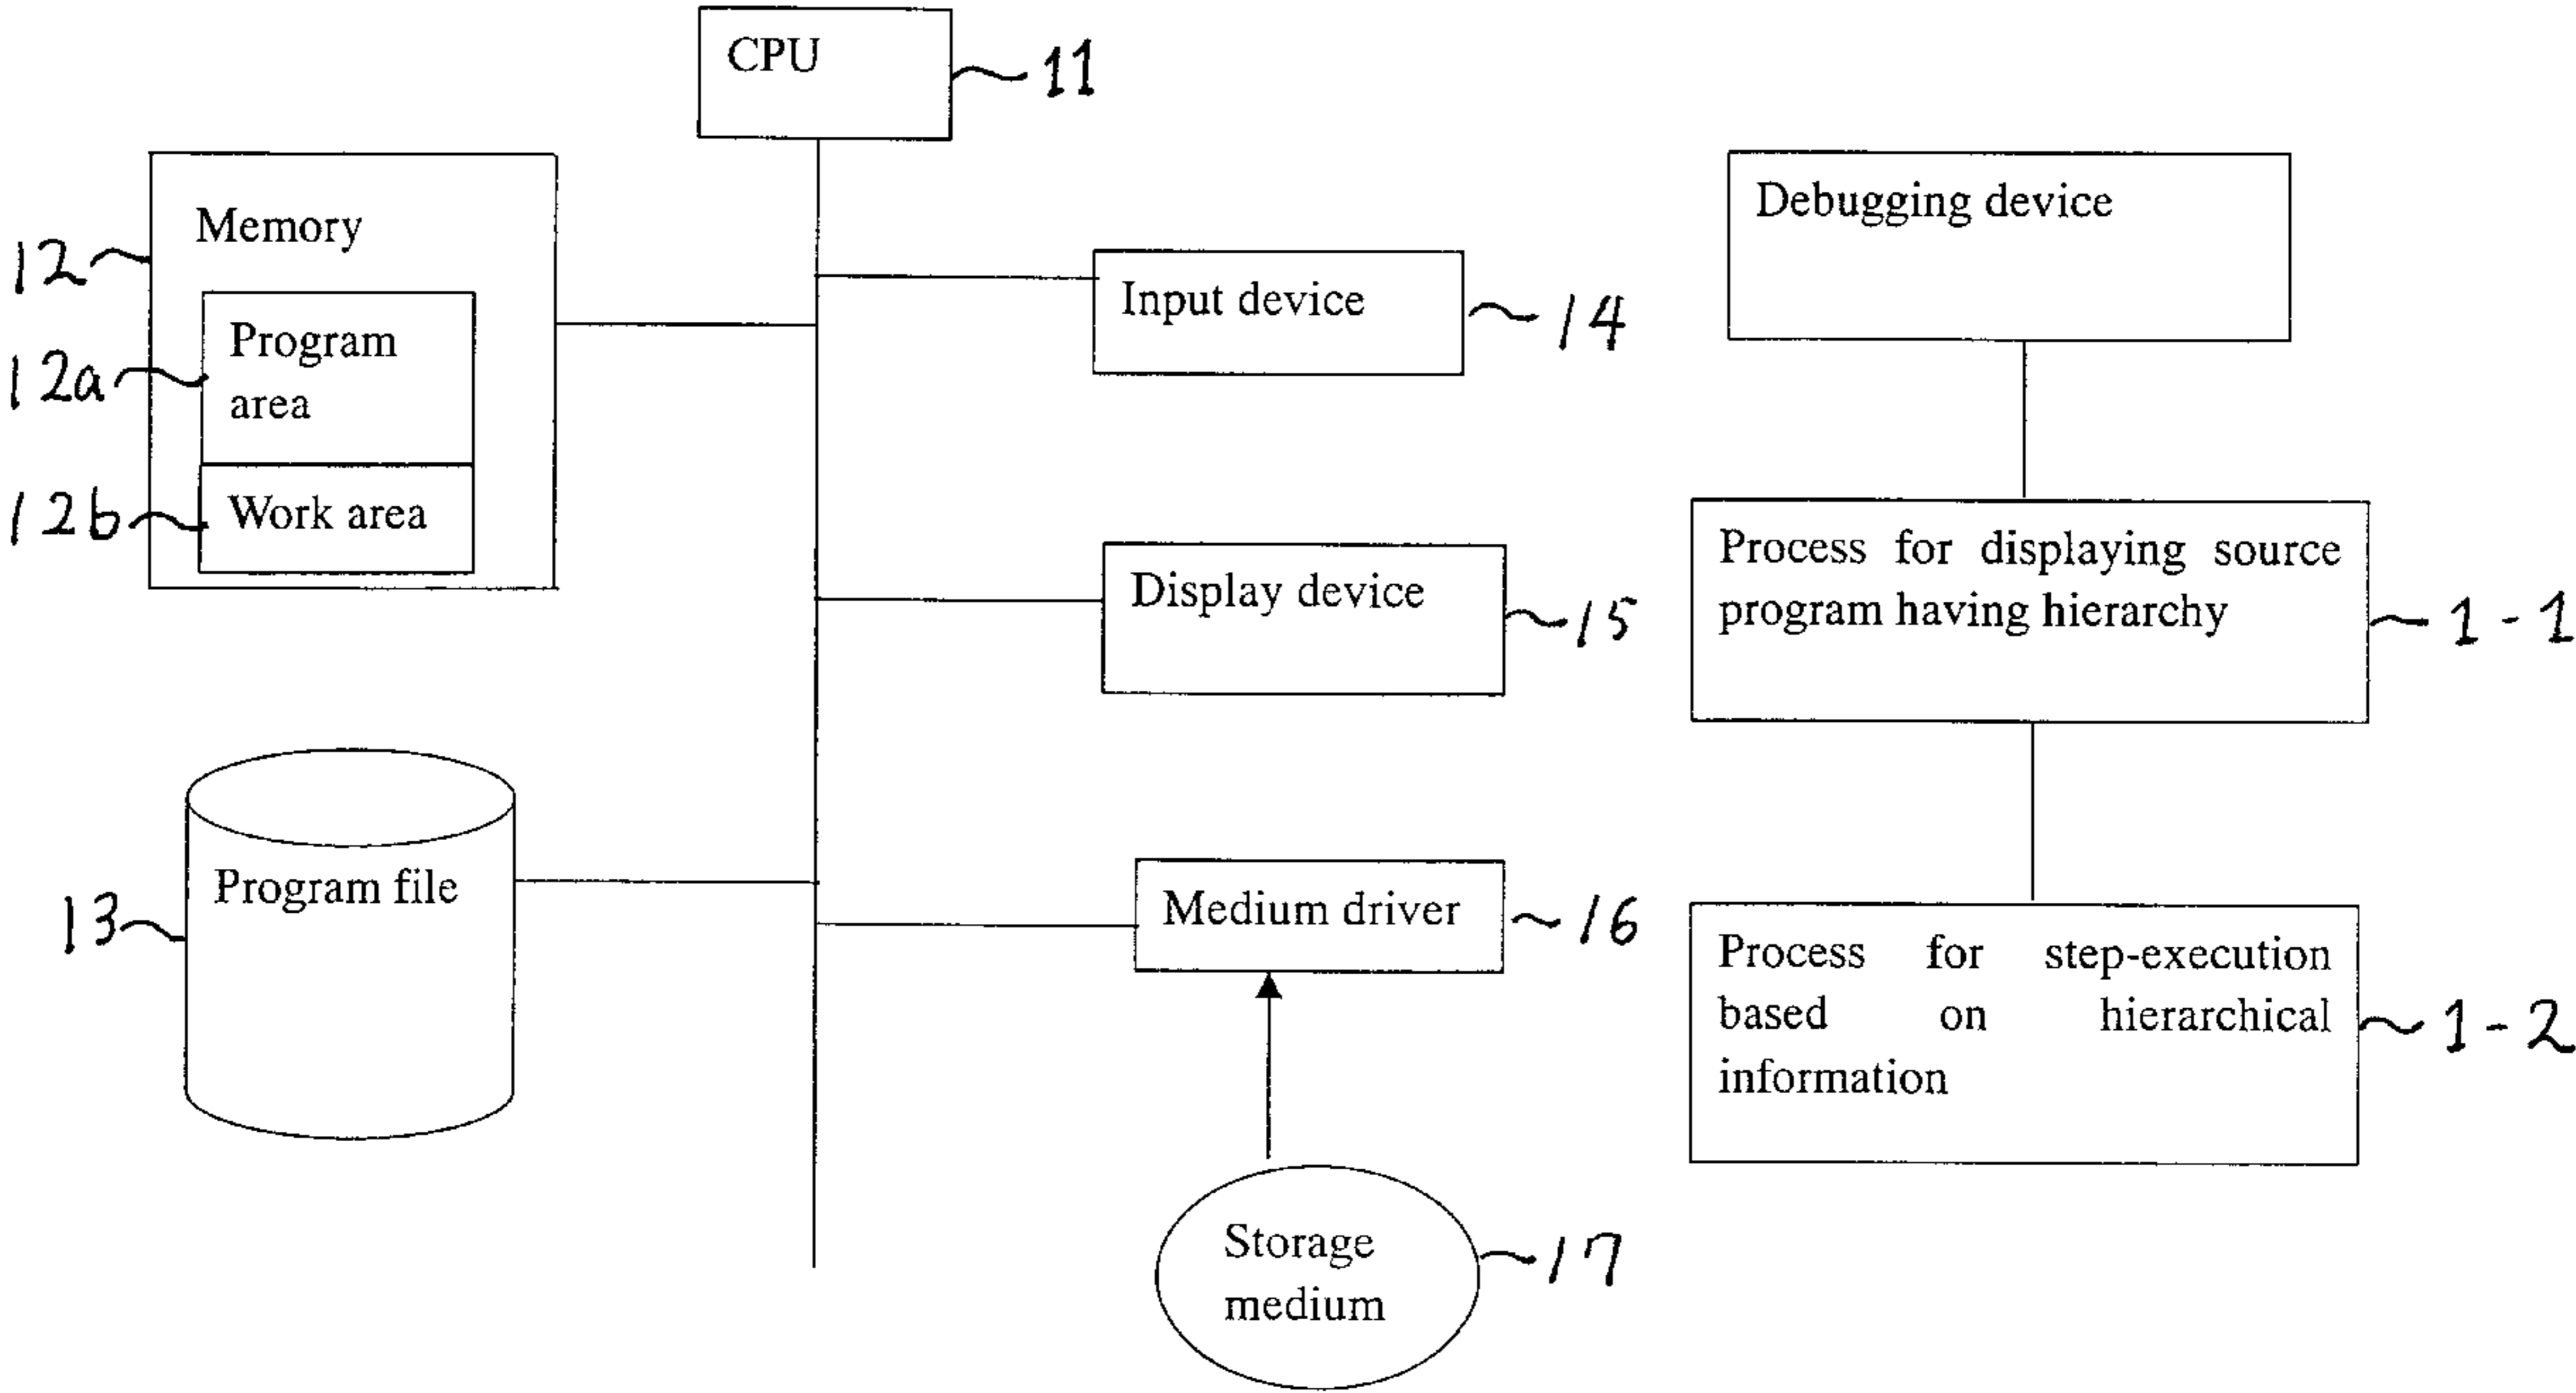 CPU
11
Memory
12
Program
area
12a
Work area
12b
Program file
13
Input device
14
Display device
15
Medium driver
16
Storage
medium
17
Debugging device
Process for displaying source
program having hierarchy
1-1
Process for step-execution
based on hierarchical
information
1-2